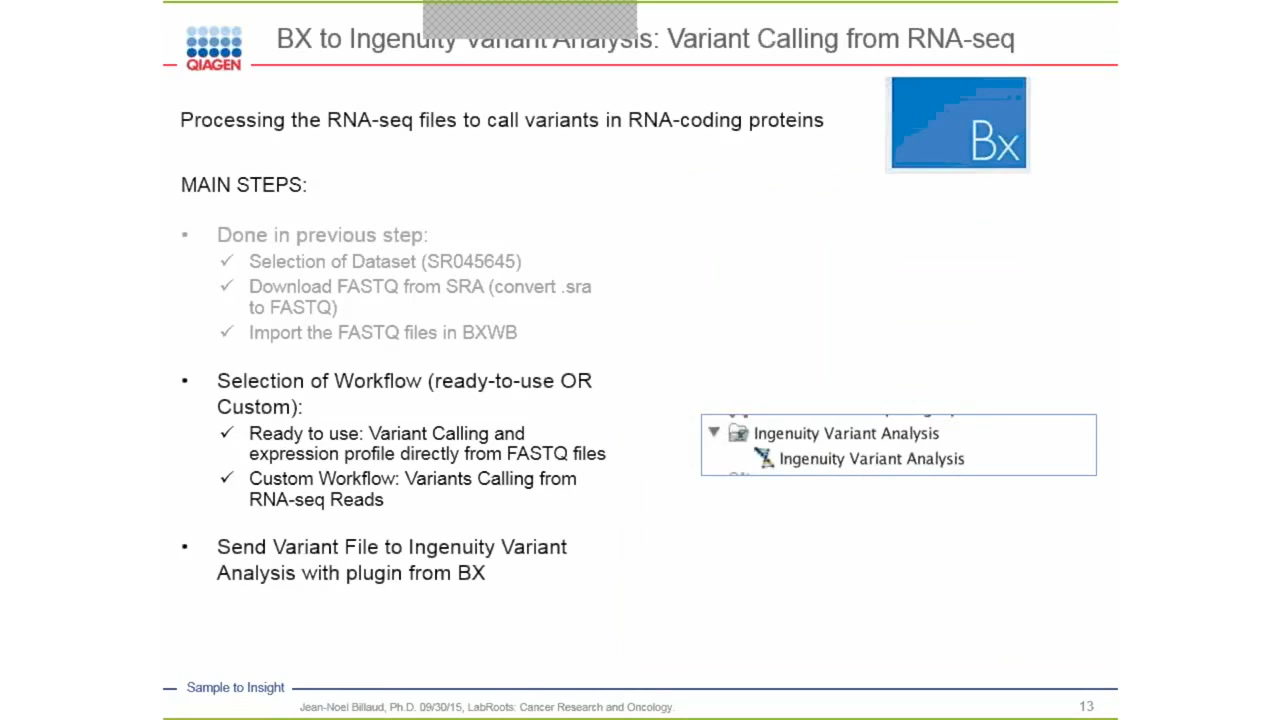 BX to Ingenuity Variant Analysis: Variant Calling from RNA-seq
QIAGEN
Processing the RNA-seq files to call variants in RNA-coding proteins
Bx
MAIN STEPS:
• Done in previous step:
✓ Selection of Dataset (SR045645)
✓ Download FASTQ from SRA (convert .sra
to FASTQ)
✓ Import the FASTQ files in BXWB
• Selection of Workflow (ready-to-use OR
Custom):
✓ Ready to use: Variant Calling and
expression profile directly from FASTQ files
✓ Custom Workflow: Variants Calling from
RNA-seq Reads
Ingenuity Variant Analysis
Ingenuity Variant Analysis
• Send Variant File to Ingenuity Variant
Analysis with plugin from BX
Sample to Insight
Jean-Noel Billaud, Ph.D. 09/30/15, LabRoots: Cancer Research and Oncology.
13